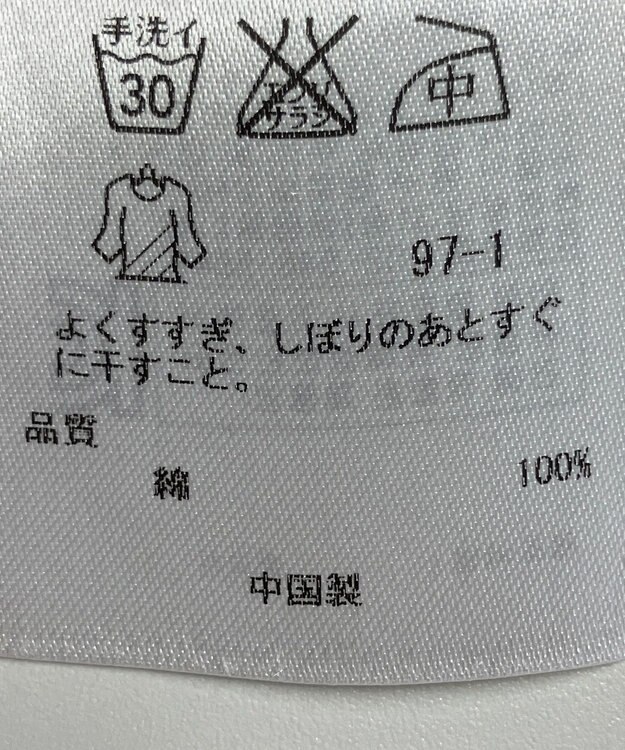 手洗イ
30
エンソ
サラシ
中
97-1
よくすすぎ、しぼりのあとすぐ
に干すこと。
品質
綿 100%
中国製